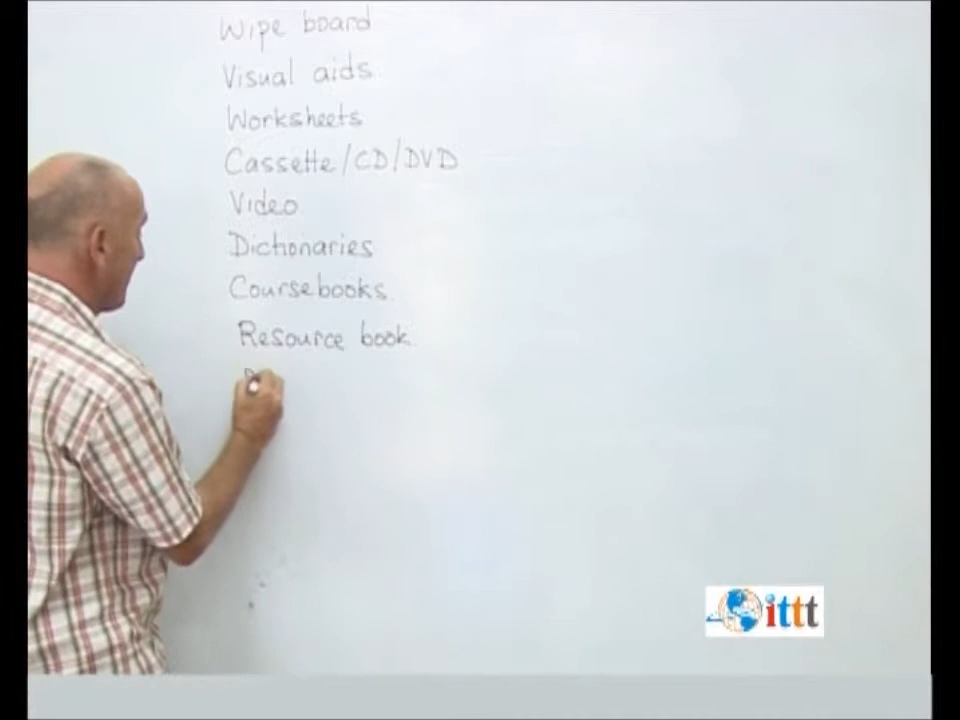 Wipe board
Visual aids
Worksheets
Cassette/CD/DVD
Video
Dictionaries
Coursebooks
Resource book
ittt